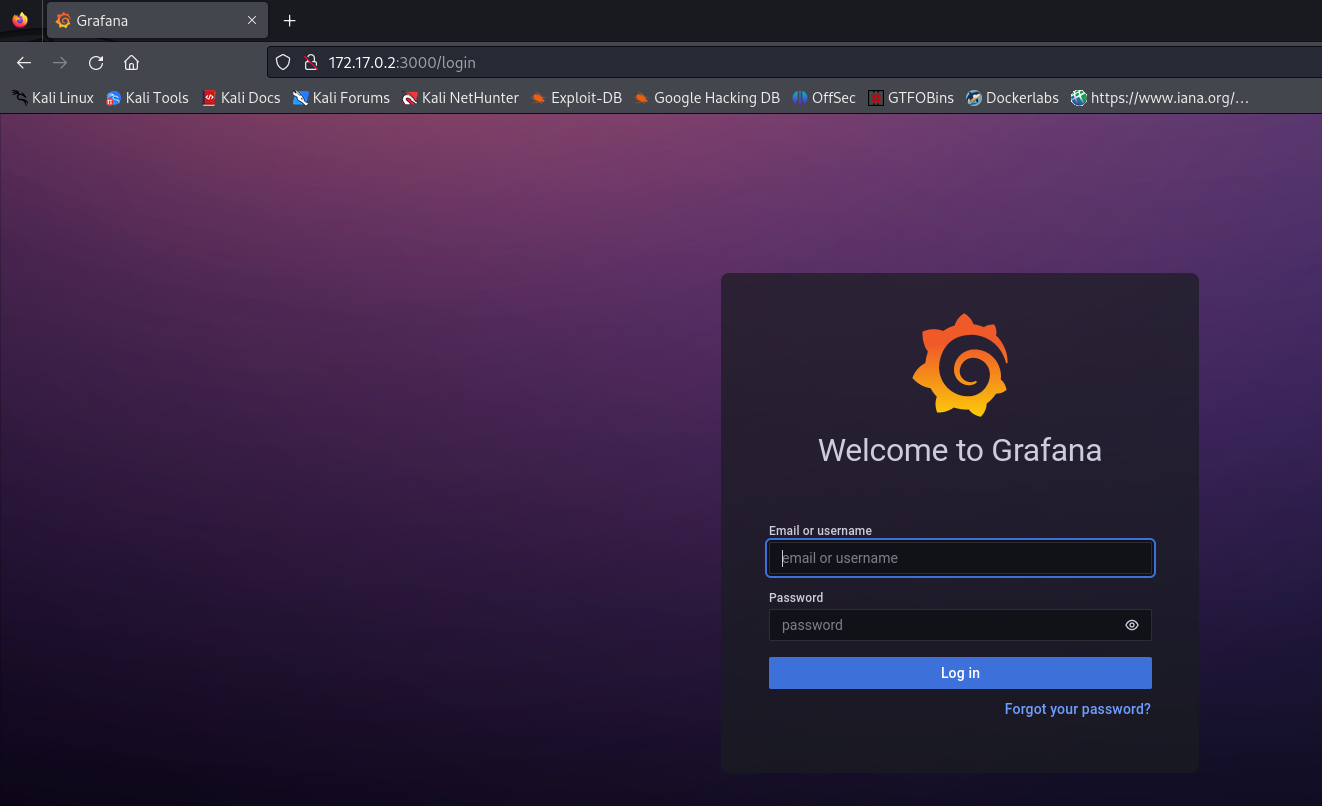 Grafana
172.17.0.2:3000/login
Kali Linux Kali Tools Kali Docs Kali Forums Kali NetHunter Exploit-DB Google Hacking DB OffSec GTFOBins Dockerlabs https://www.iana.org/…
Welcome to Grafana
Email or username
email or username
Password
password
Log in
Forgot your password?